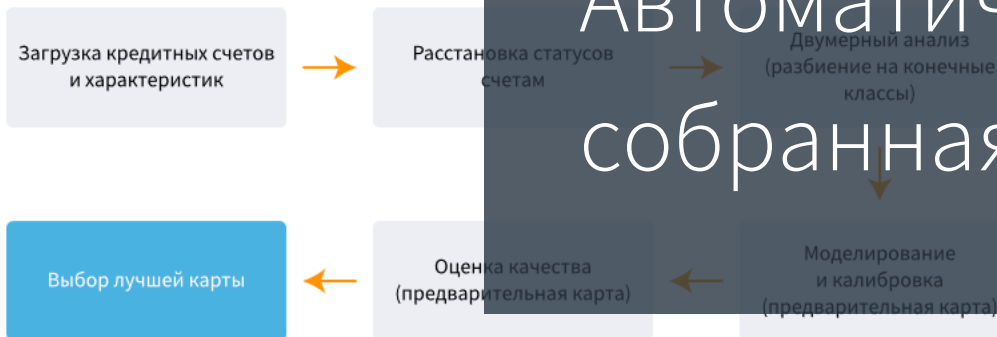 Автоматич
собранная
Загрузка кредитных счетов
и характеристик
Расстановка статусов
счетам
Двумерный анализ
(разбиение на конечные
классы)
Моделирование
и калибровка
(предварительная карта)
Оценка качества
(предварительная карта)
Выбор лучшей карты